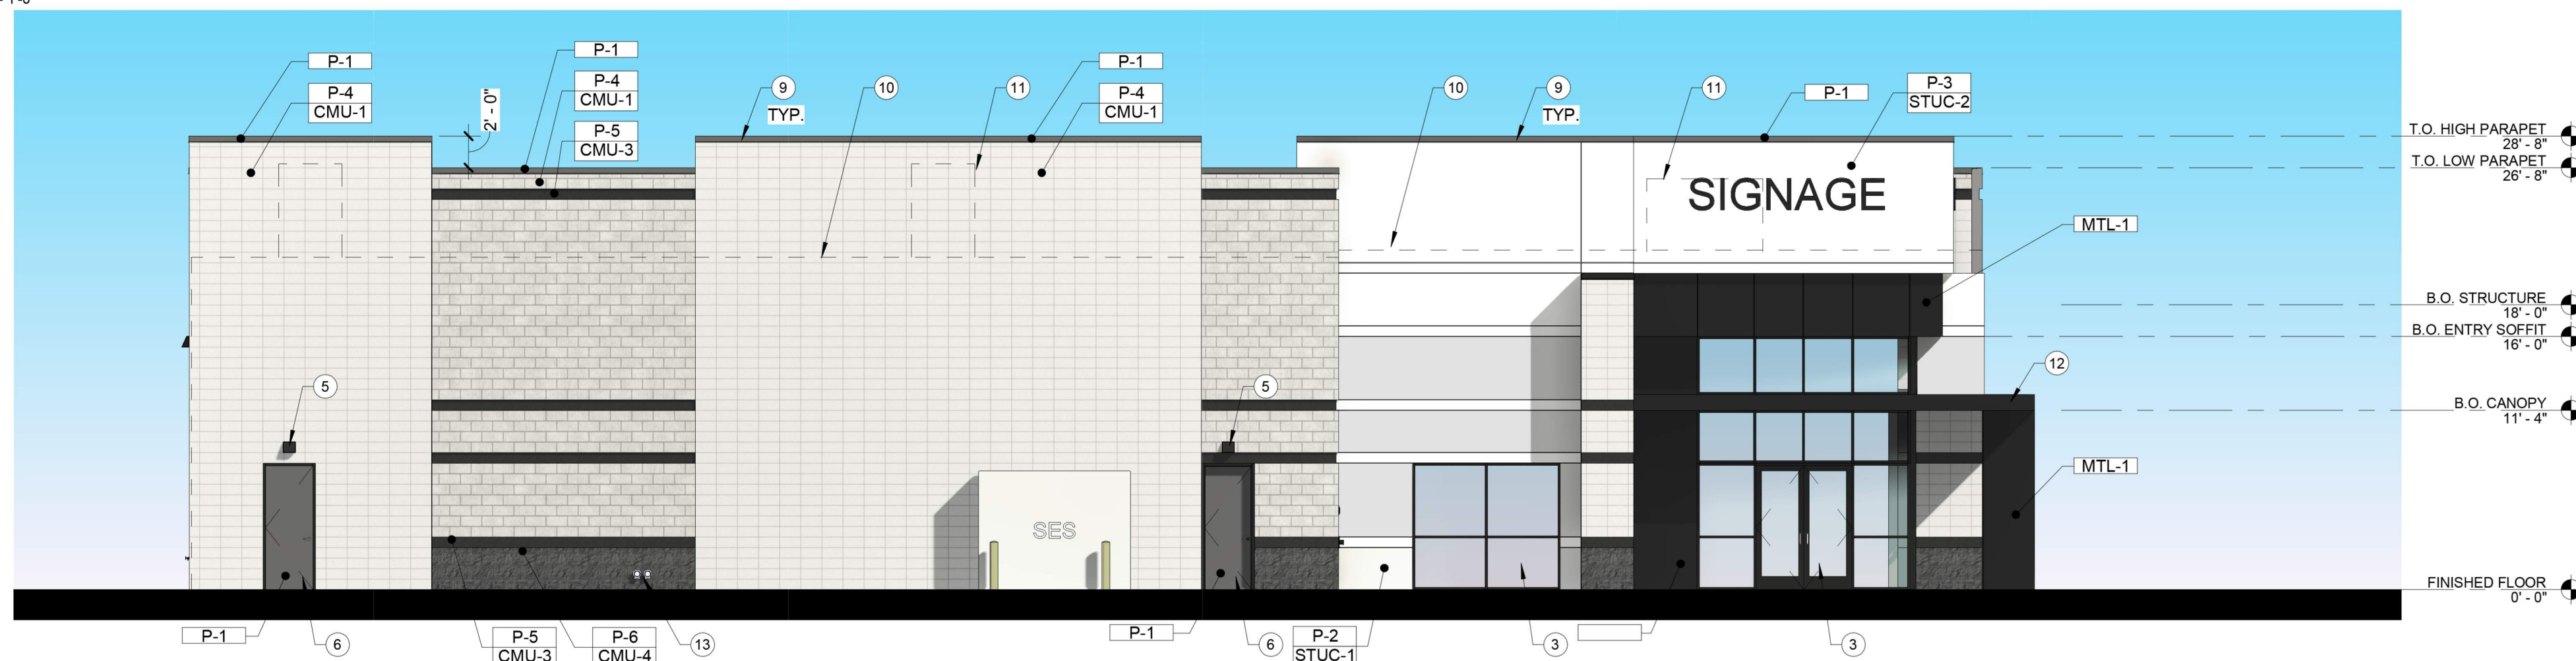 P-1
P-4
CMU-1
2' - 0"
P-1
P-4
CMU-1
P-5
CMU-3
9
TYP.
10
11
P-1
P-4
CMU-1
10
9
TYP.
11
P-1
P-3
STUC-2
SIGNAGE
MTL-1
T.O. HIGH PARAPET
28' - 8"
T.O. LOW PARAPET
26' - 8"
B.O. STRUCTURE
18' - 0"
B.O. ENTRY SOFFIT
16' - 0"
B.O. CANOPY
11' - 4"
FINISHED FLOOR
0' - 0"
5
5
12
MTL-1
SES
P-1
6
P-5
CMU-3
P-6
CMU-4
13
P-1
6
P-2
STUC-1
3
3